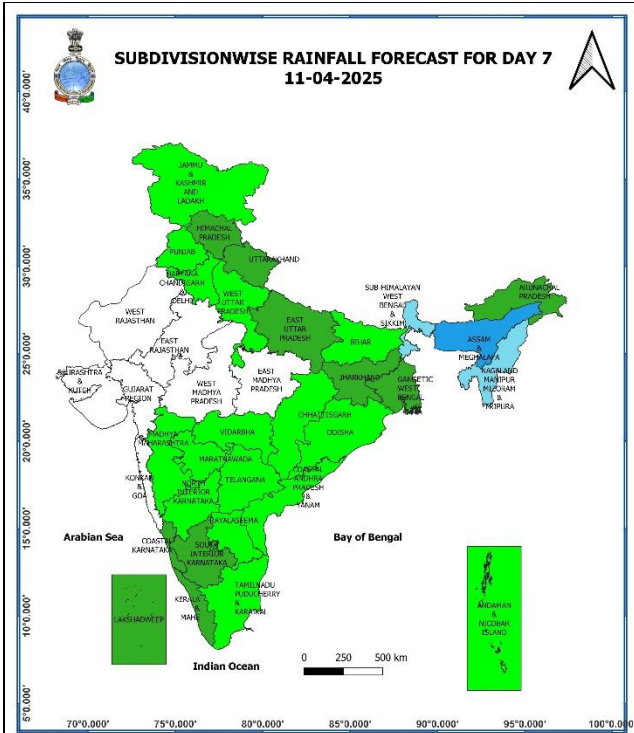 SUBDIVISIONWISE RAINFALL FORECAST FOR DAY 7
11-04-2025
40°0.000'
35°0.000'
30°0.000'
25°0.000'
20°0.000'
15°0.000'
10°0.000'
5°0.000'
JAMMU
&
KASHMIR
AND
LADAKH
HIMACHAL
PRADESH
PUNJAB
UTTARAKHAND
HARYANA
CHANDIGARH
&
DELHI
WEST
UTTAR
PRADESH
SUB-HIMALAYAN
WEST
BENGAL
&
SIKKIM
ARUNACHAL
PRADESH
WEST
RAJASTHAN
EAST
RAJASTHAN
EAST
UTTAR
PRADESH
BIHAR
ASSAM
&
MEGHALAYA
NAGALAND
MANIPUR
MIZORAM
&
TRIPURA
SAURASHTRA
&
KUTCH
GUJARAT
REGION
WEST
MADHYA
PRADESH
EAST
MADHYA
PRADESH
JHARKHAND
GANGETIC
WEST
BENGAL
CHHATTISGARH
ODISHA
MADHYA
MAHARASHTRA
VIDARBHA
MARATHWADA
KONKAN
&
GOA
NORTH
INTERIOR
KARNATAKA
TELANGANA
COASTAL
ANDHRA
PRADESH
&
YANAM
RAYALASEEMA
Arabian Sea
COASTAL
KARNATAKA
SOUTH
INTERIOR
KARNATAKA
Bay of Bengal
LAKSHADWEEP
KERALA
&
MAHE
TAMILNADU
PUDUCHERRY
&
KARAIKAL
ANDAMAN
&
NICOBAR
ISLAND
Indian Ocean
0 250 500 km
70°0.000' 75°0.000' 80°0.000' 85°0.000' 90°0.000' 95°0.000' 100°0.000'